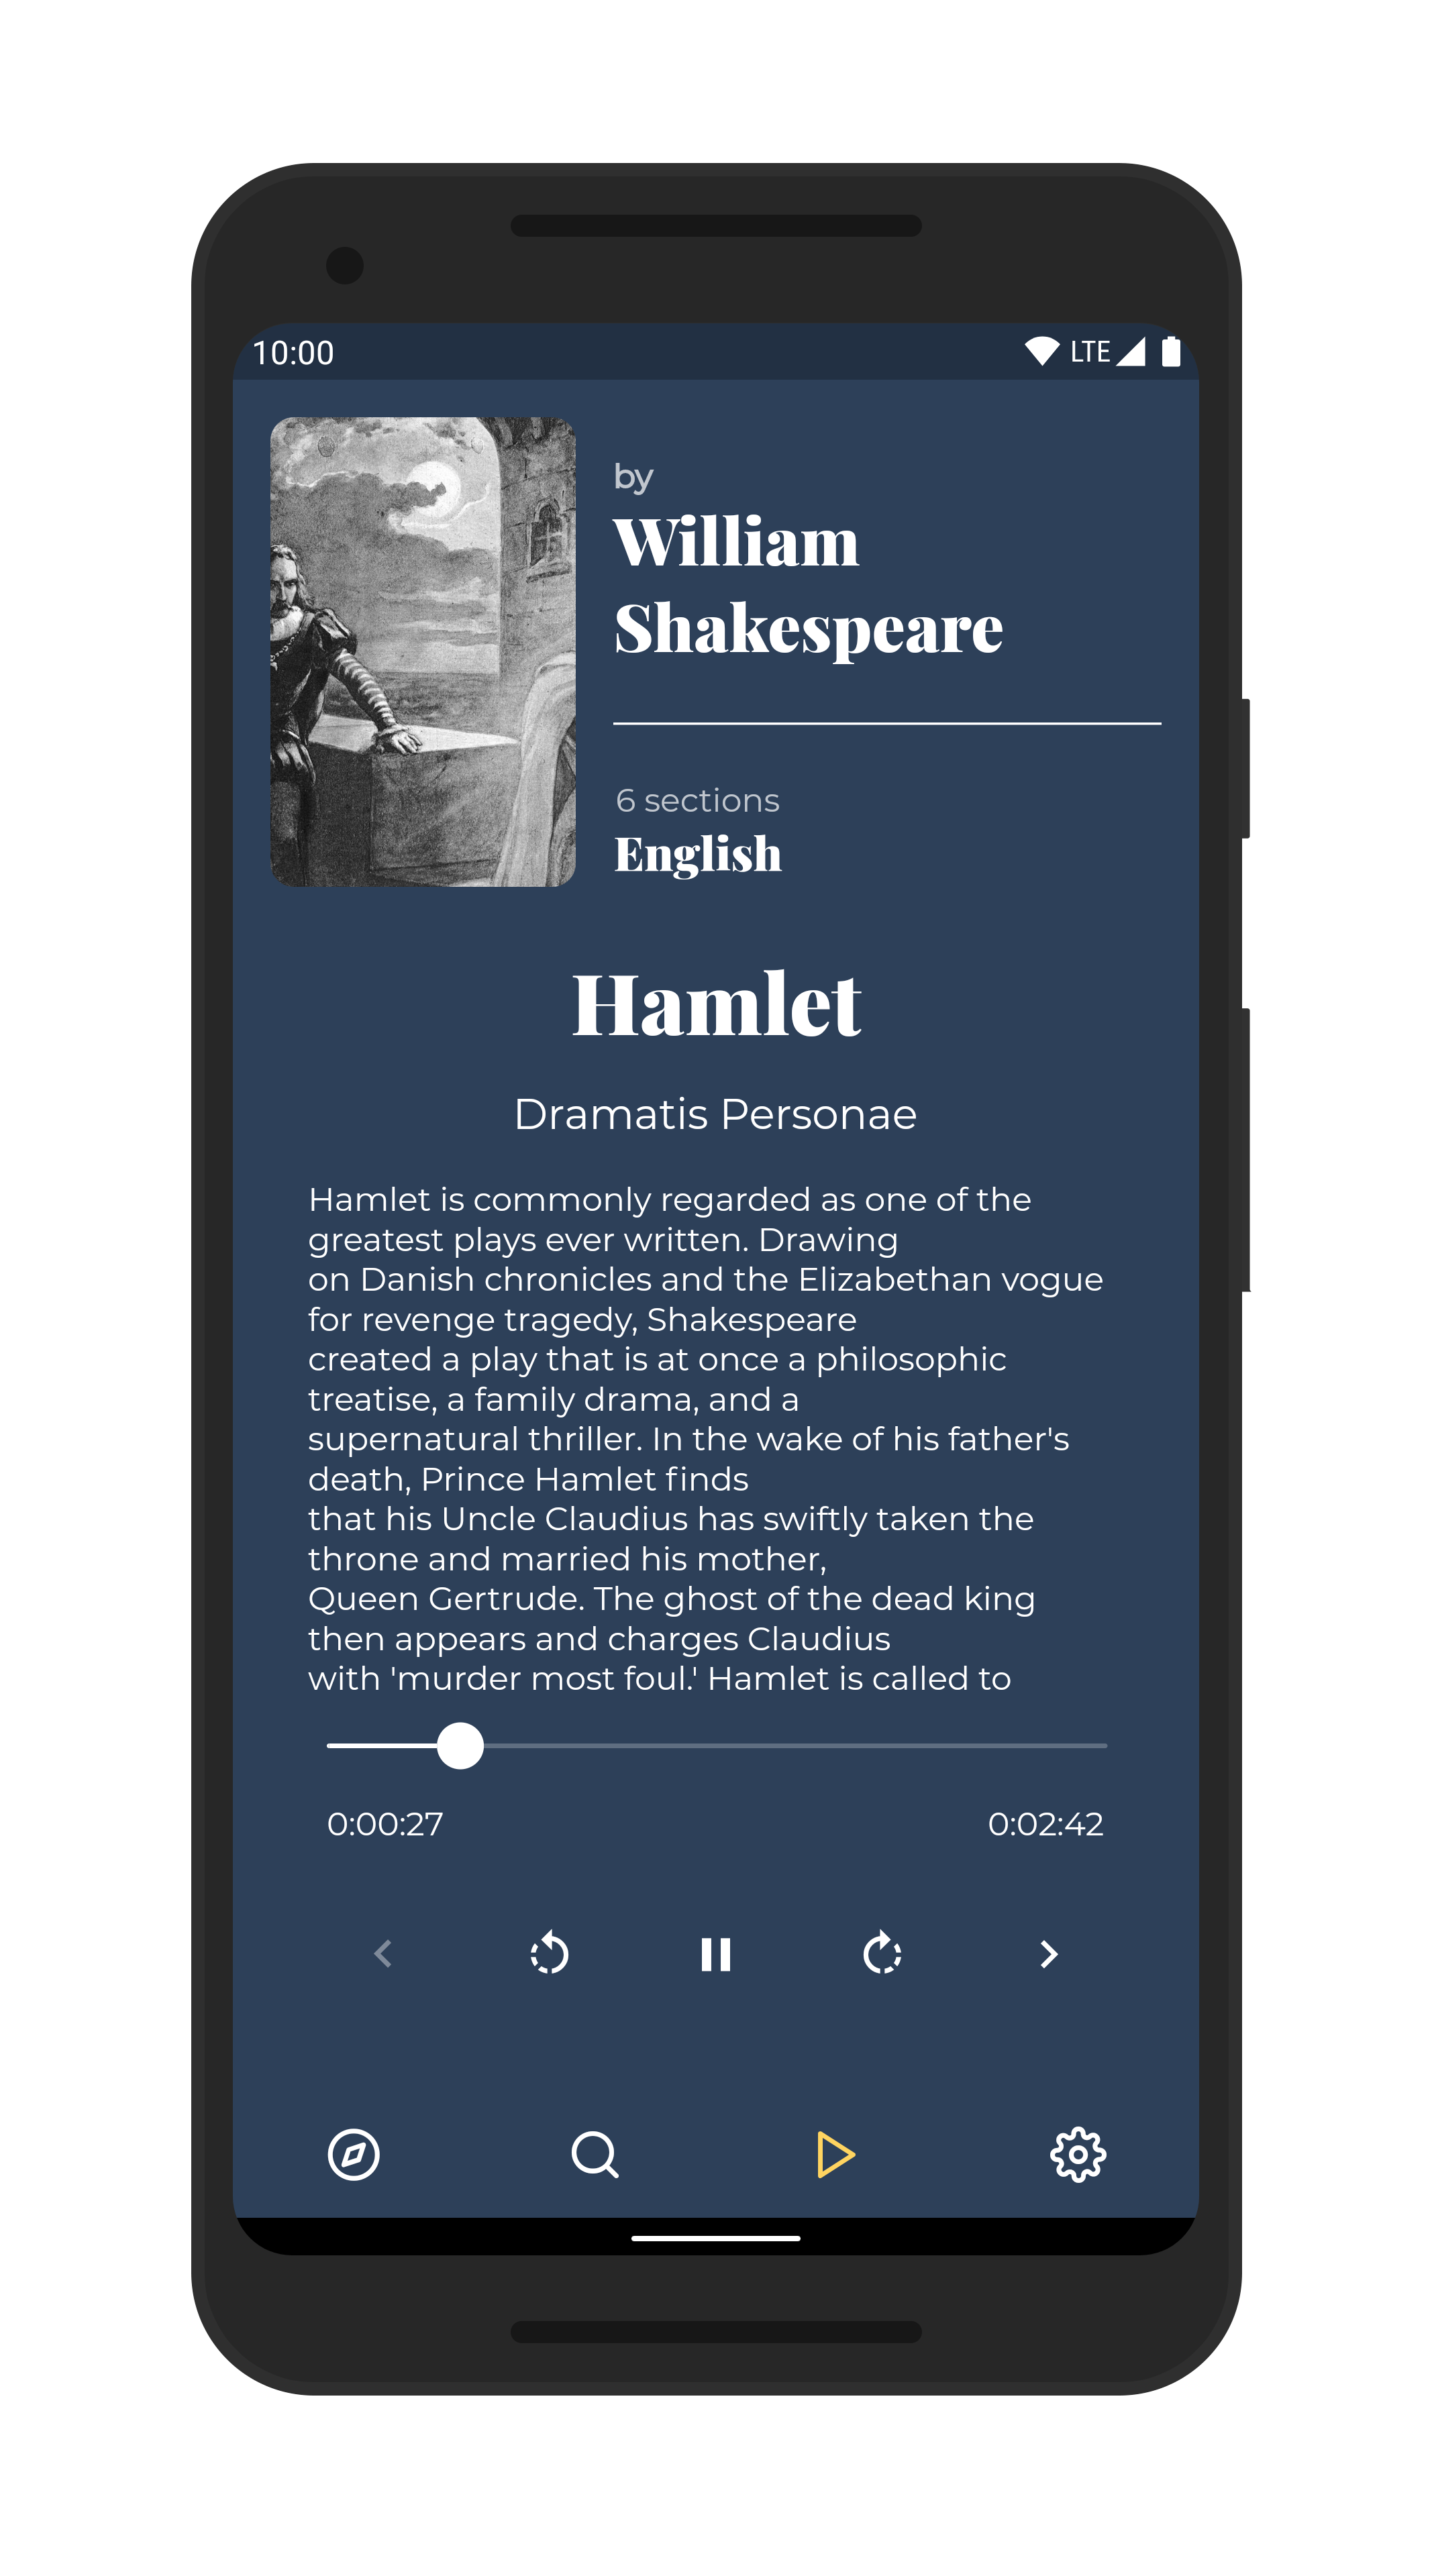 10:00 LTE
by
William
Shakespeare
6 sections
English
Hamlet
Dramatis Personae
Hamlet is commonly regarded as one of the
greatest plays ever written. Drawing
on Danish chronicles and the Elizabethan vogue
for revenge tragedy, Shakespeare
created a play that is at once a philosophic
treatise, a family drama, and a
supernatural thriller. In the wake of his father's
death, Prince Hamlet finds
that his Uncle Claudius has swiftly taken the
throne and married his mother,
Queen Gertrude. The ghost of the dead king
then appears and charges Claudius
with 'murder most foul.' Hamlet is called to
0:00:27 0:02:42